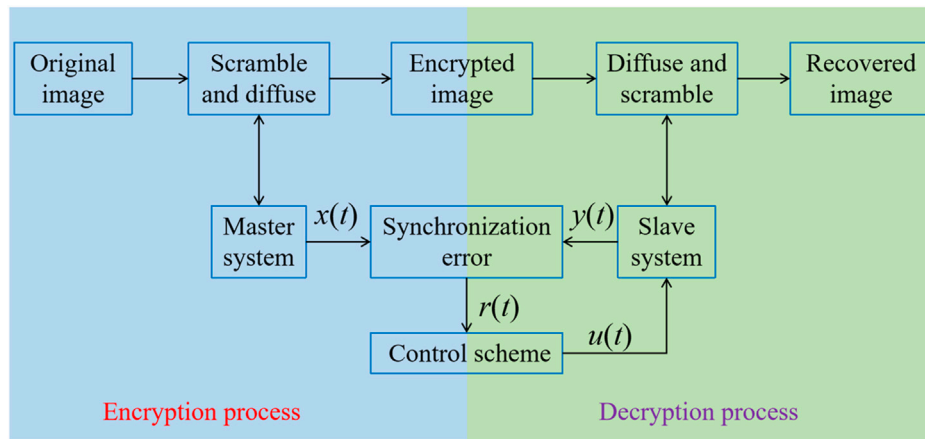 Original
image
Scramble
and diffuse
Encrypted
image
Diffuse and
scramble
Recovered
image
Master
system
x(t)
Synchronization
error
y(t)
Slave
system
r(t)
Control scheme
u(t)
Encryption process
Decryption process